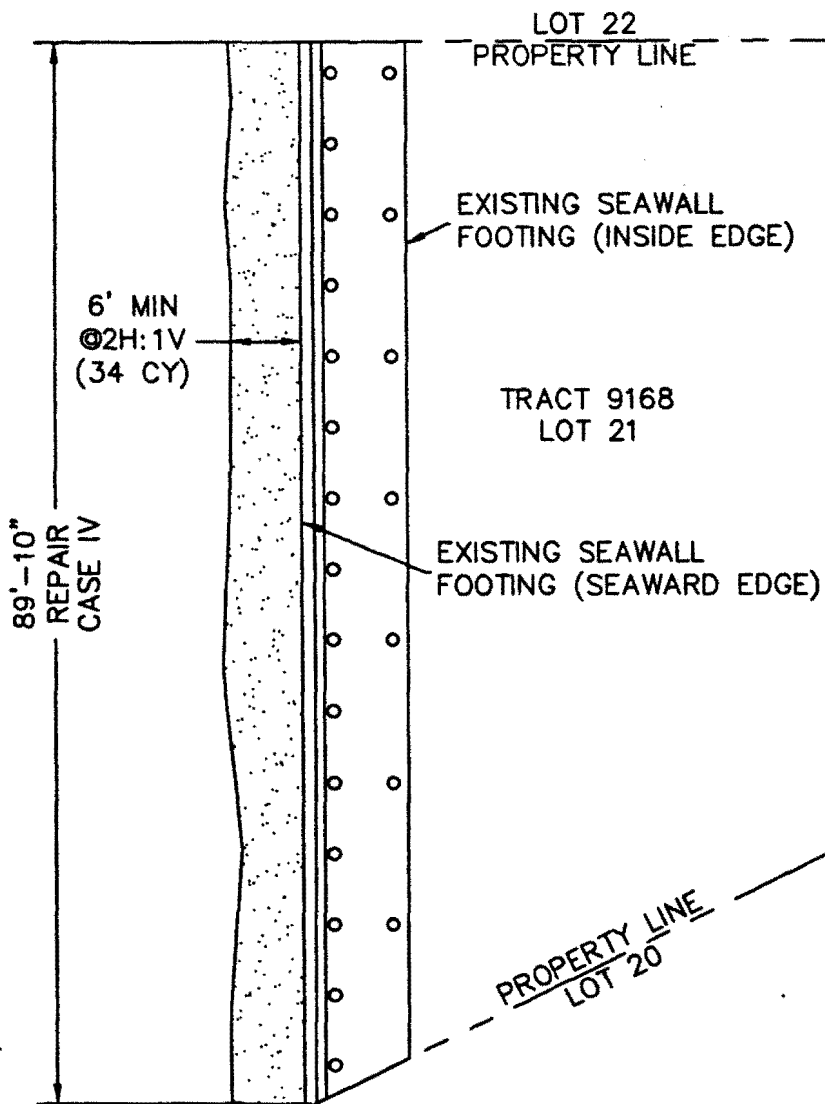 LOT 22
PROPERTY LINE
EXISTING SEAWALL
FOOTING (INSIDE EDGE)
6' MIN
@2H:1V
(34 CY)
TRACT 9168
LOT 21
EXISTING SEAWALL
FOOTING (SEAWARD EDGE)
89'-10"
REPAIR
CASE IV
PROPERTY LINE
LOT 20